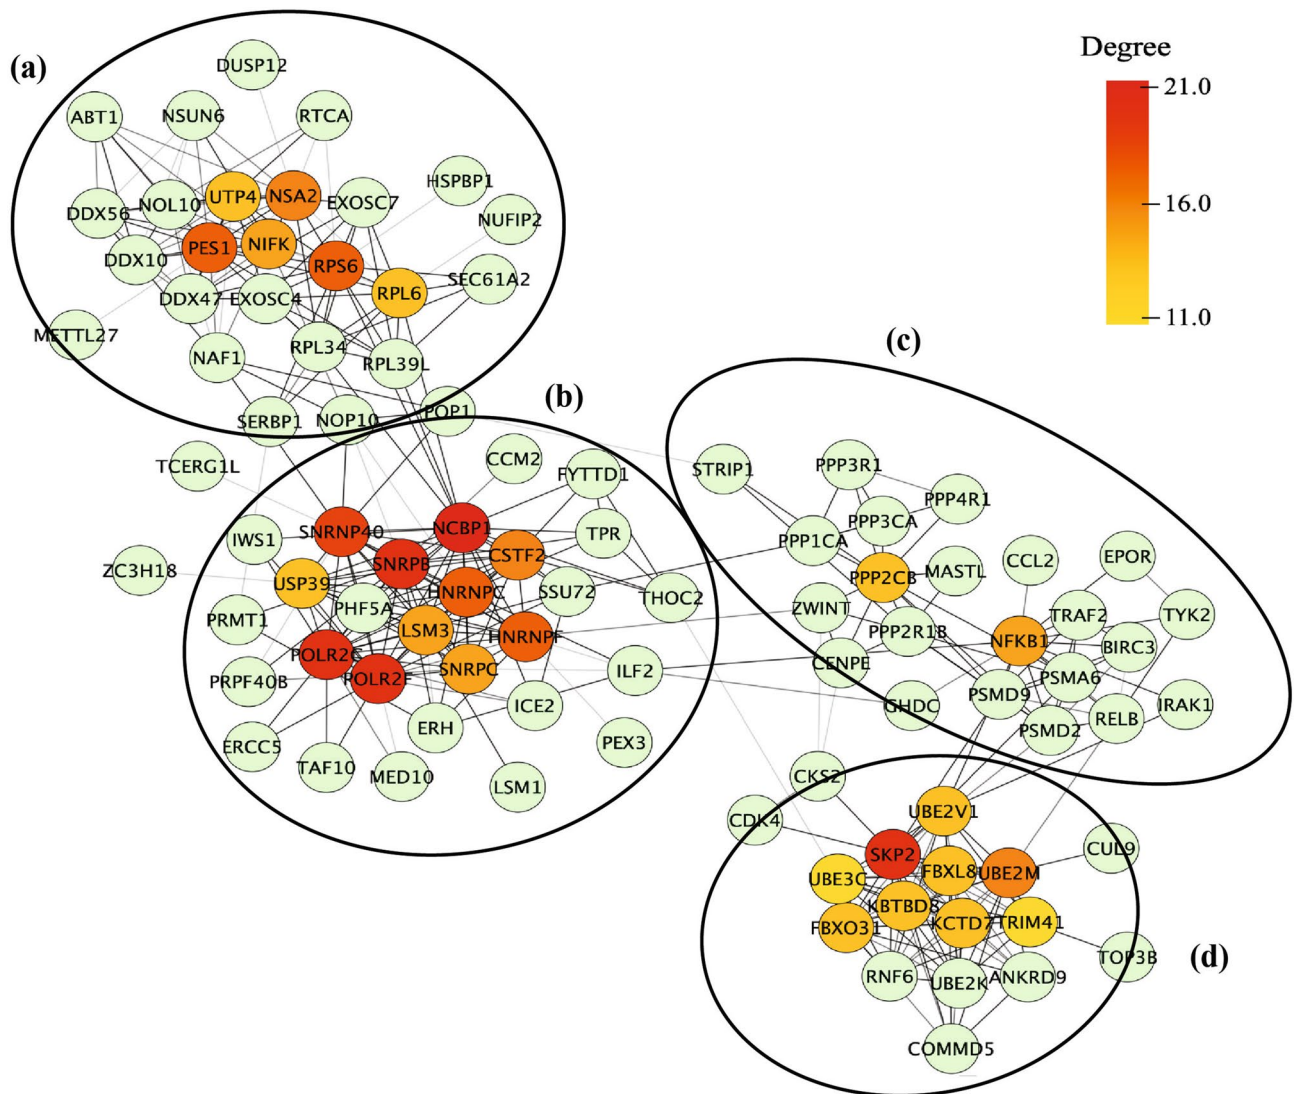 Degree
21.0
16.0
11.0
(a)
DUSP12
ABT1
NSUN6
RTCA
HSPBP1
UTP4
NSA2
EXOSC7
NOL10
DDX56
NUFIP2
PES1
NIFK
DDX10
RPS6
SEC61A2
DDX47
EXOSC4
RPL6
METTL27
NAF1
RPL34
RPL39L
SERBP1
NOP10
POP1
(b)
TCERG1L
CCM2
FYTTD1
SNRNP40
NCBP1
IWS1
TPR
CSTF2
SNRPB
ZC3H18
USP39
HNRNPC
SSU72
THOC2
PHF5A
PRMT1
LSM3
HNRNPF
POLR2C
POLR2F
SNRPC
ILF2
PRPF40B
ICE2
ERH
ERCC5
PEX3
TAF10
MED10
LSM1
(c)
STRIP1
PPP3R1
PPP4R1
PPP3CA
PPP1CA
CCL2
EPOR
PPP2CB
MASTL
ZWINT
TRAF2
TYK2
PPP2R1B
NFKB1
BIRC3
CENPE
PSMA6
PSMD9
GHDC
RELB
IRAK1
PSMD2
CKS2
UBE2V1
CDK4
SKP2
CUL9
UBE3C
FBXL8
UBE2M
KBTBD8
FBXO31
KCTD7
TRIM41
(d)
TOP3B
RNF6
UBE2K
ANKRD9
COMMD5